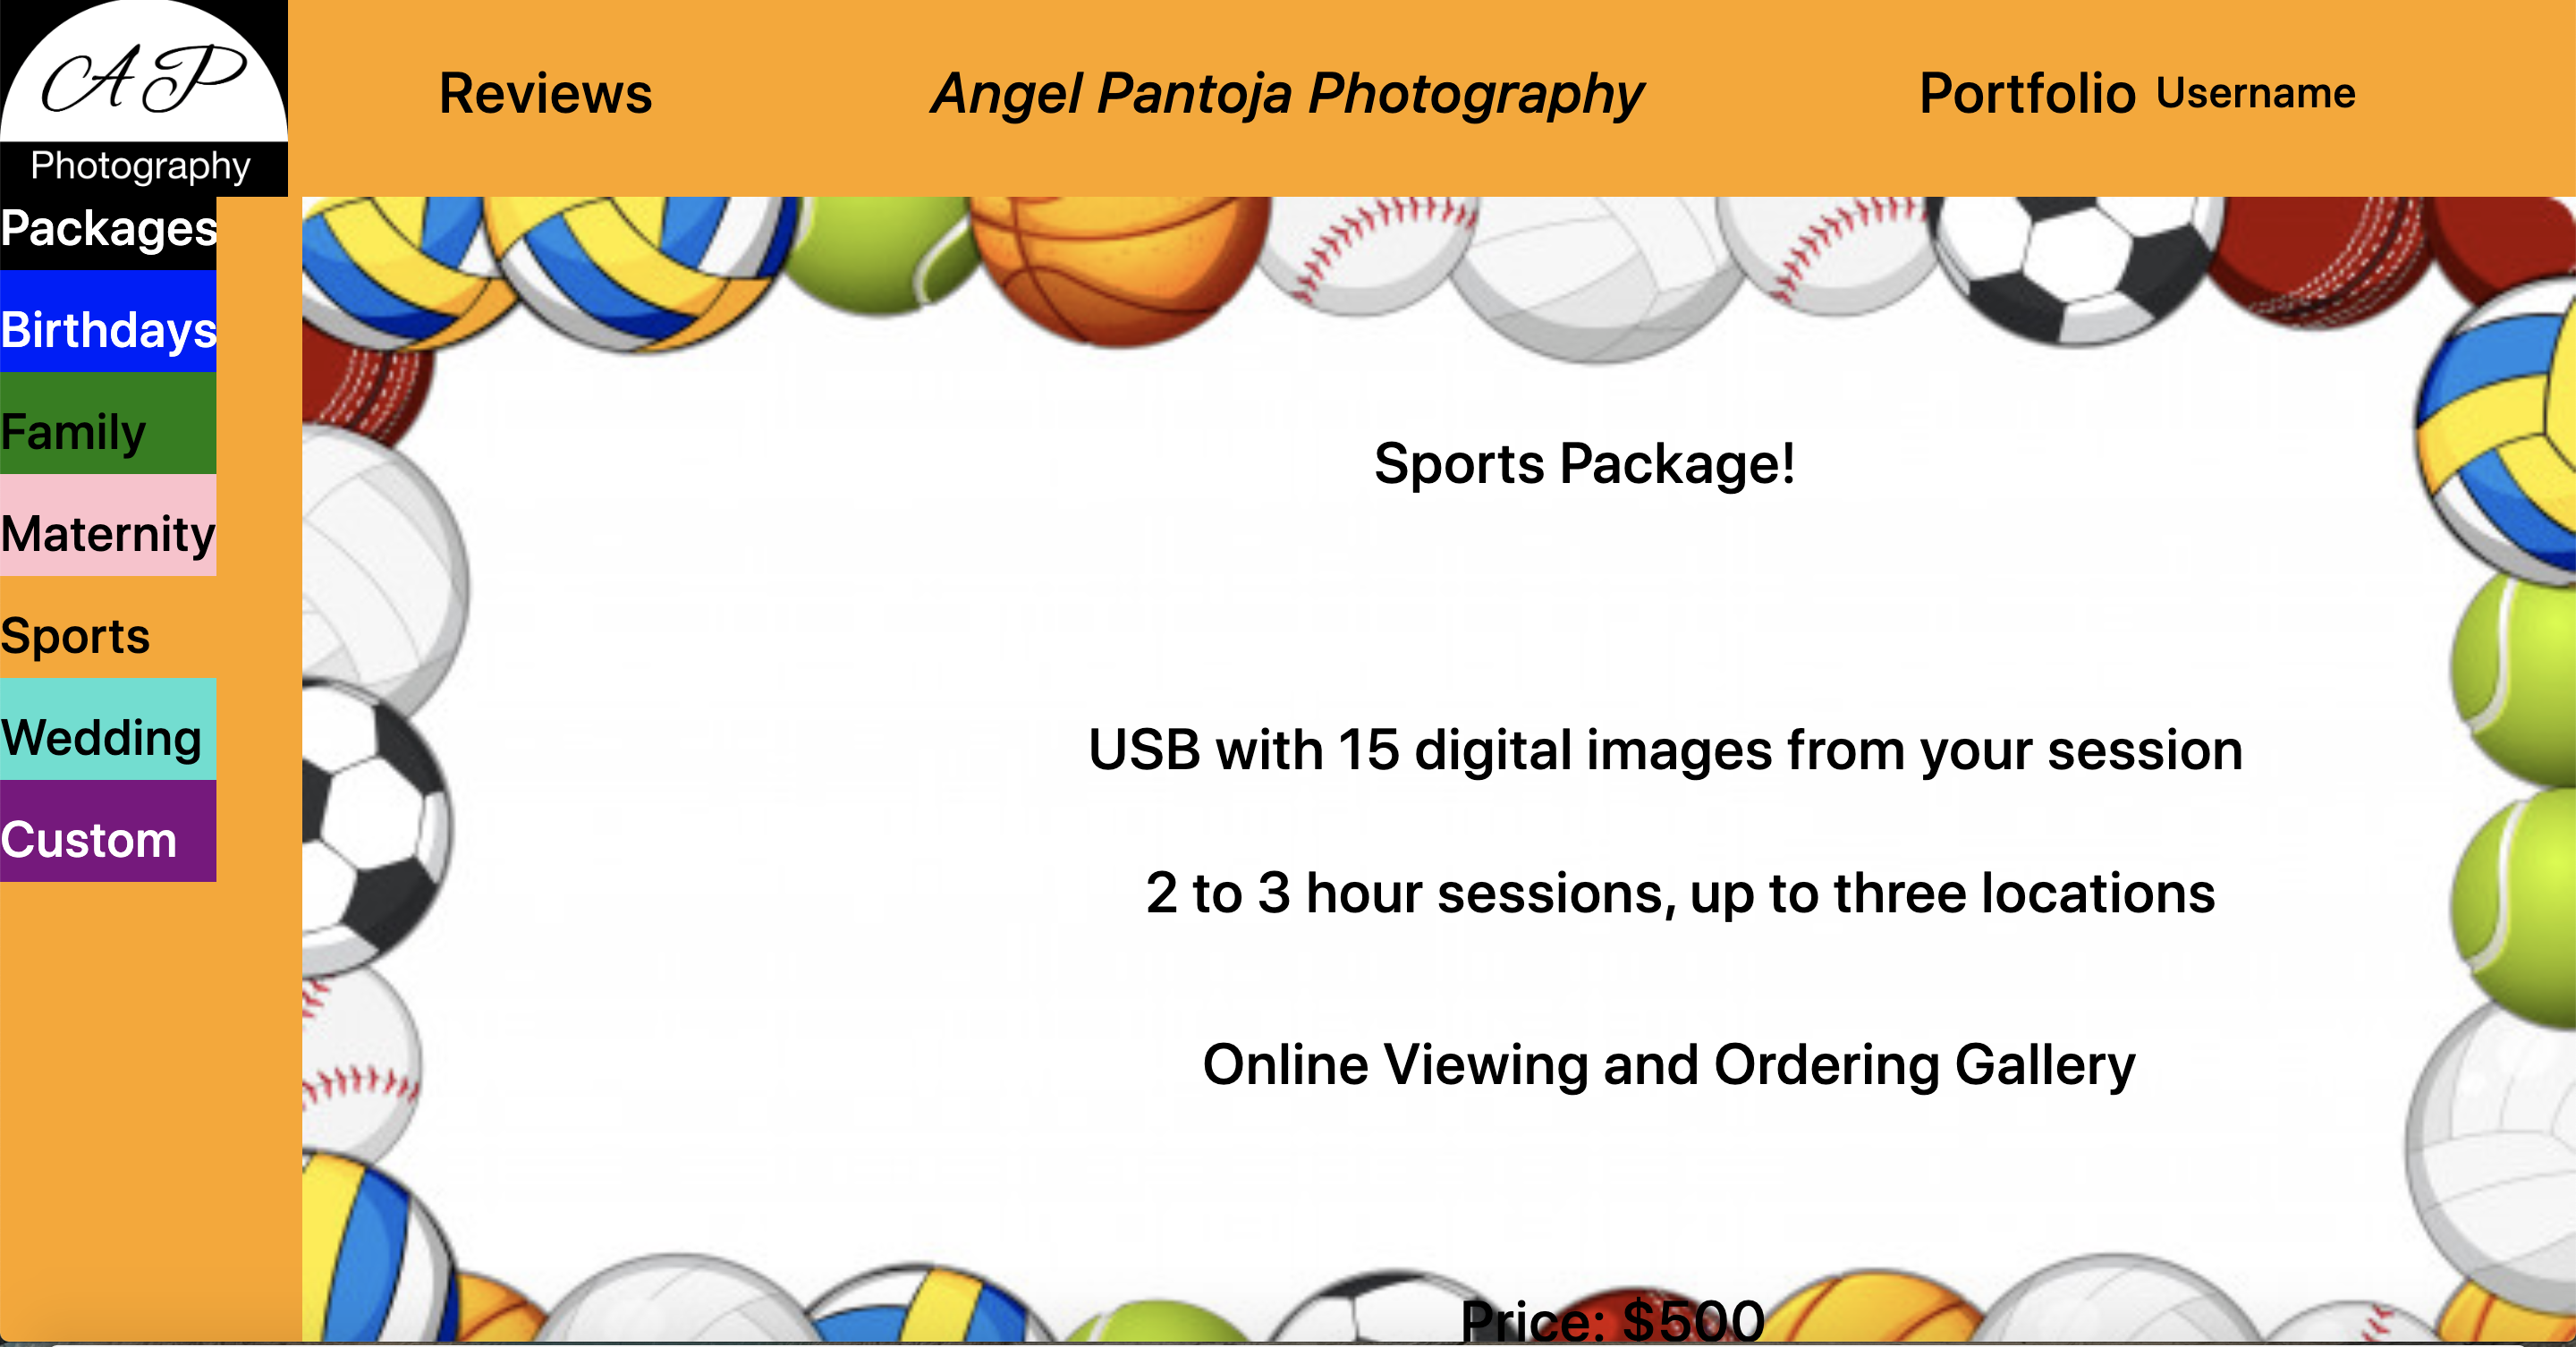 AP
Photography
Reviews
Angel Pantoja Photography
Portfolio Username
Packages
Birthdays
Family
Maternity
Sports
Wedding
Custom
Sports Package!
USB with 15 digital images from your session
2 to 3 hour sessions, up to three locations
Online Viewing and Ordering Gallery
Price: $500